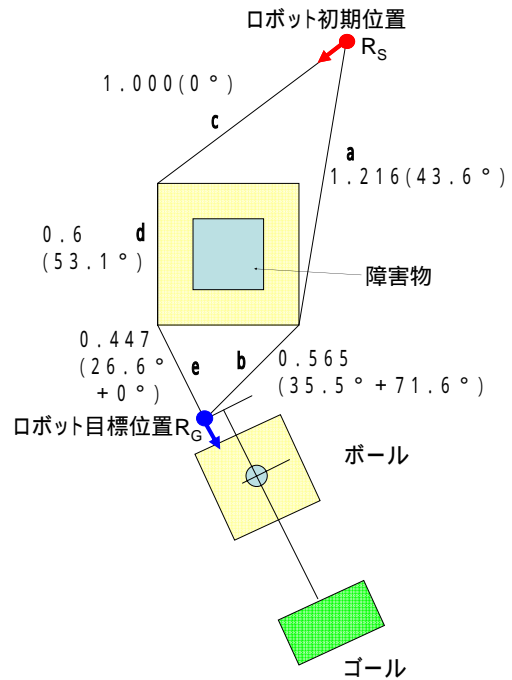 ロボット初期位置
RS
1.000(0°)
c
a
1.216(43.6°)
0.6
(53.1°)
d
障害物
0.447
(26.6°
+0°)
e
b
0.565
(35.5°+71.6°)
ロボット目標位置RG
ボール
ゴール